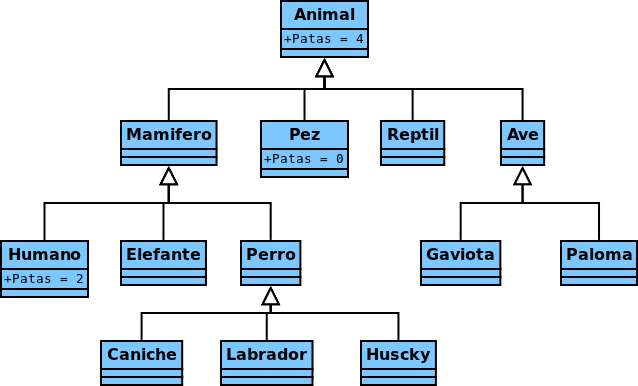 Animal
+Patas = 4
Mamifero
Pez
+Patas = 0
Reptil
Ave
Humano
+Patas = 2
Elefante
Perro
Gaviota
Paloma
Caniche
Labrador
Huscky